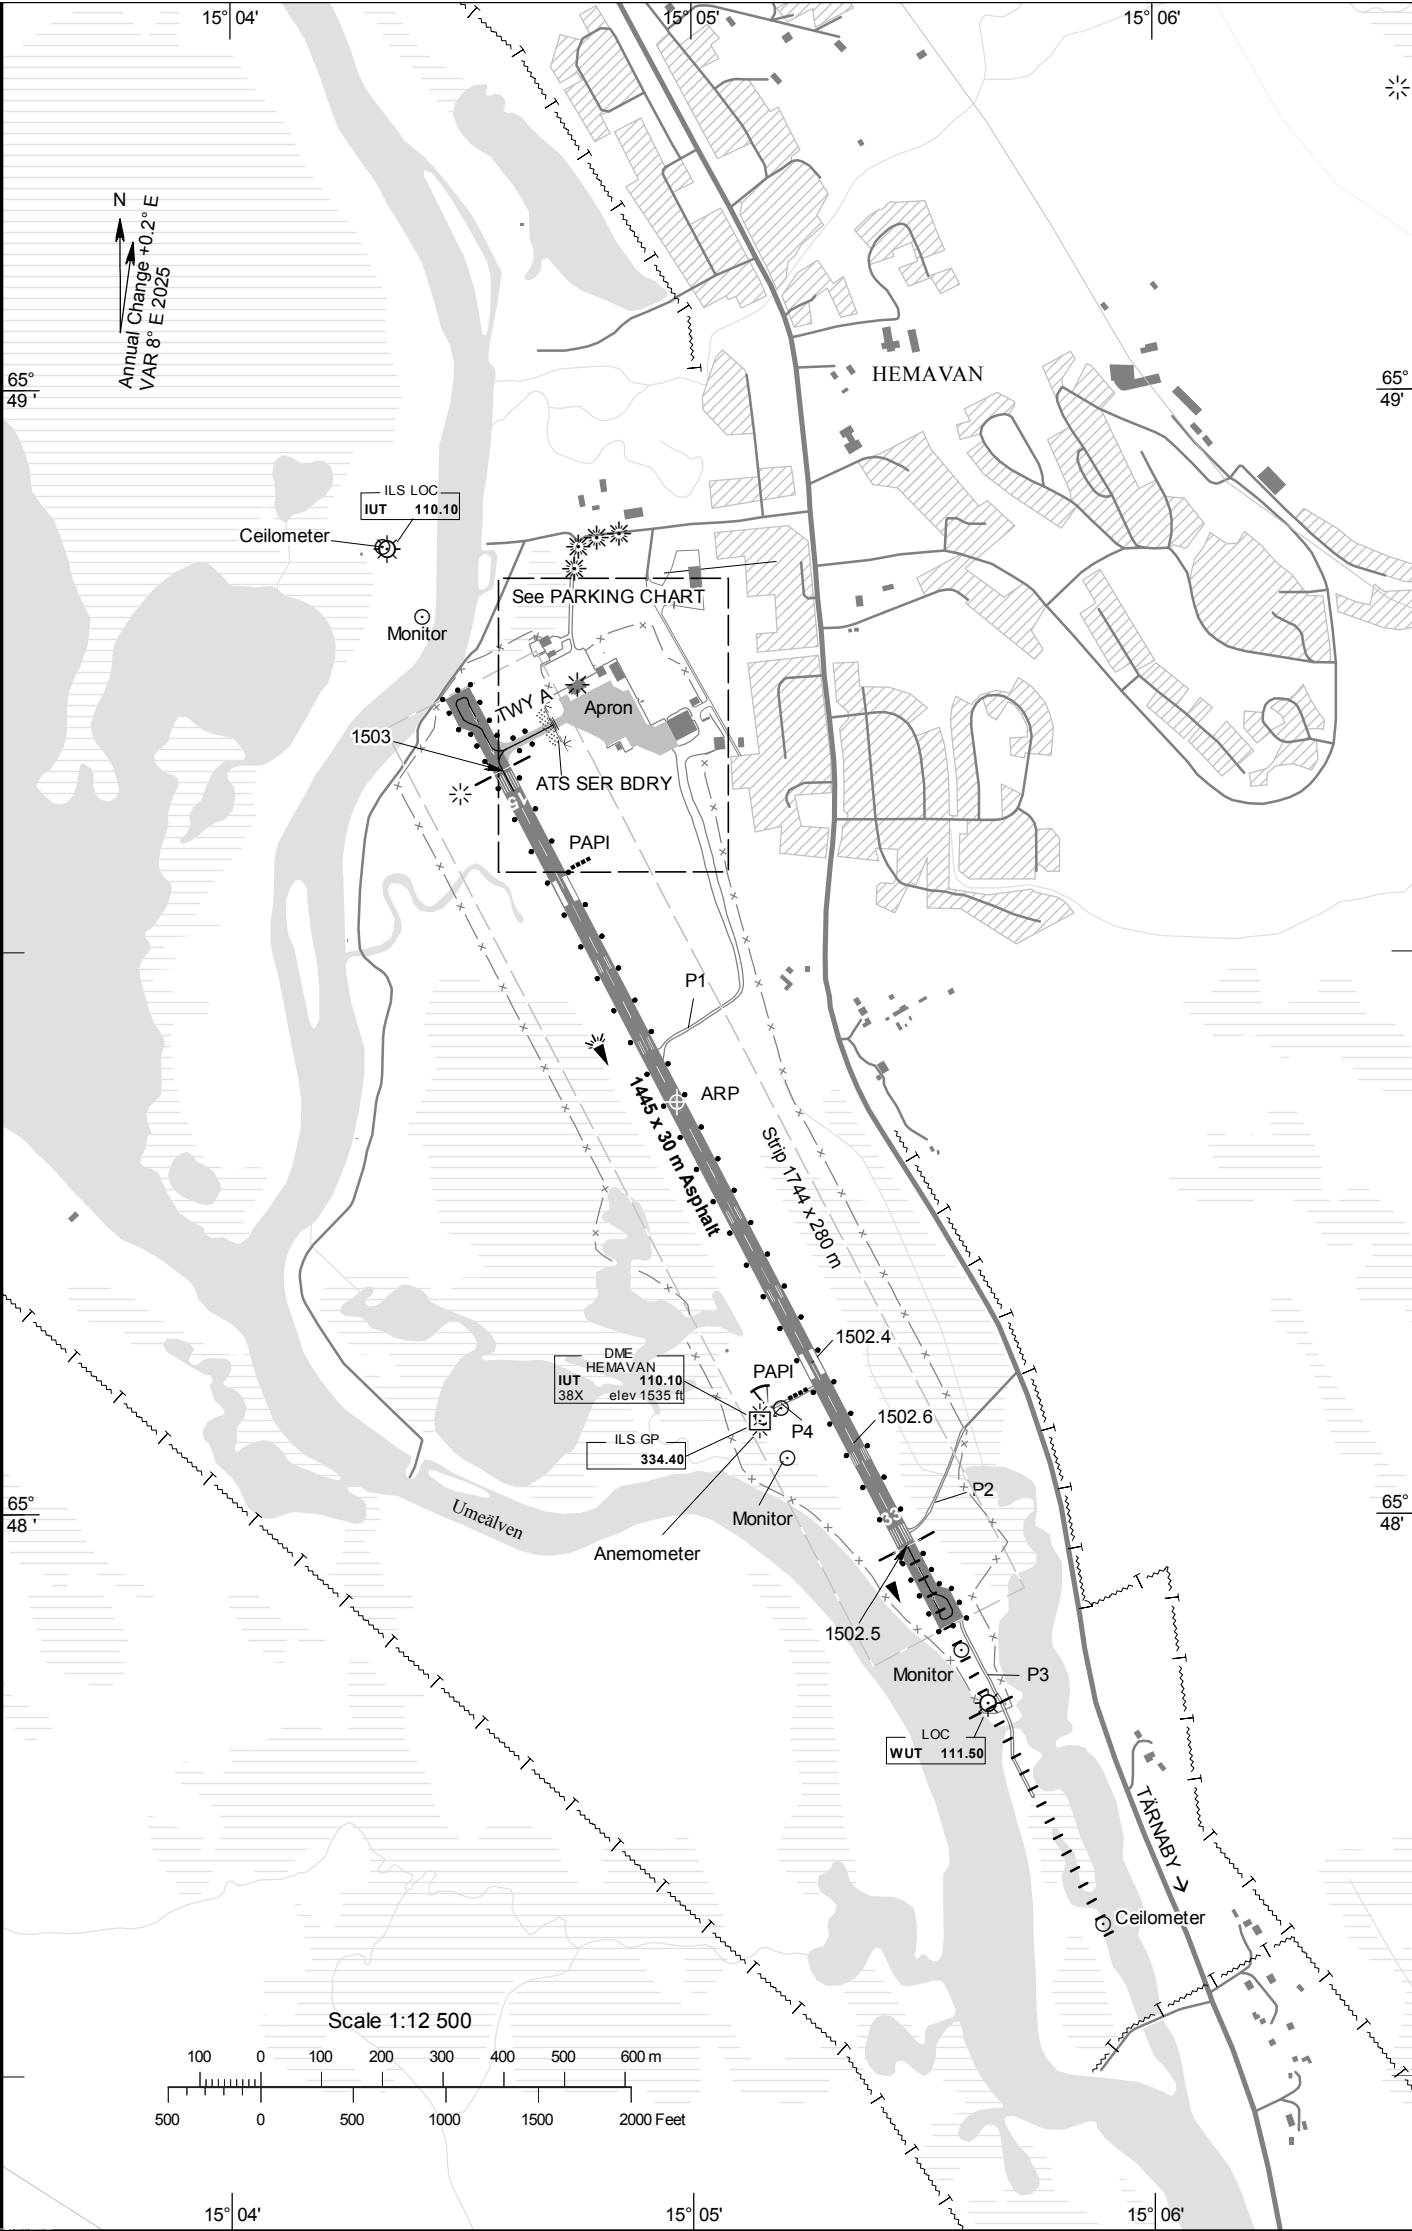 15° 04'
15° 05'
15° 06'
N
Annual Change +0.2° E
VAR 8° E 2025
65°
49 '
HEMAVAN
65°
49'
ILS LOC
IUT 110.10
Ceilometer
Monitor
See PARKING CHART
TWY A
Apron
1503
ATS SER BDRY
PAPI
P1
ARP
1445 x 30 m Asphalt
Strip 1744 x 280 m
1502.4
DME
HEMAVAN
IUT 110.10
38X elev 1535 ft
PAPI
P4
1502.6
ILS GP
334.40
P2
33
65°
48 '
65°
48'
Umeälven
Monitor
Anemometer
1502.5
Monitor
P3
LOC
WUT 111.50
TÄRNABY
Ceilometer
Scale 1:12 500
100 0 100 200 300 400 500 600 m
500 0 500 1000 1500 2000 Feet
15° 04'
15° 05'
15° 06'